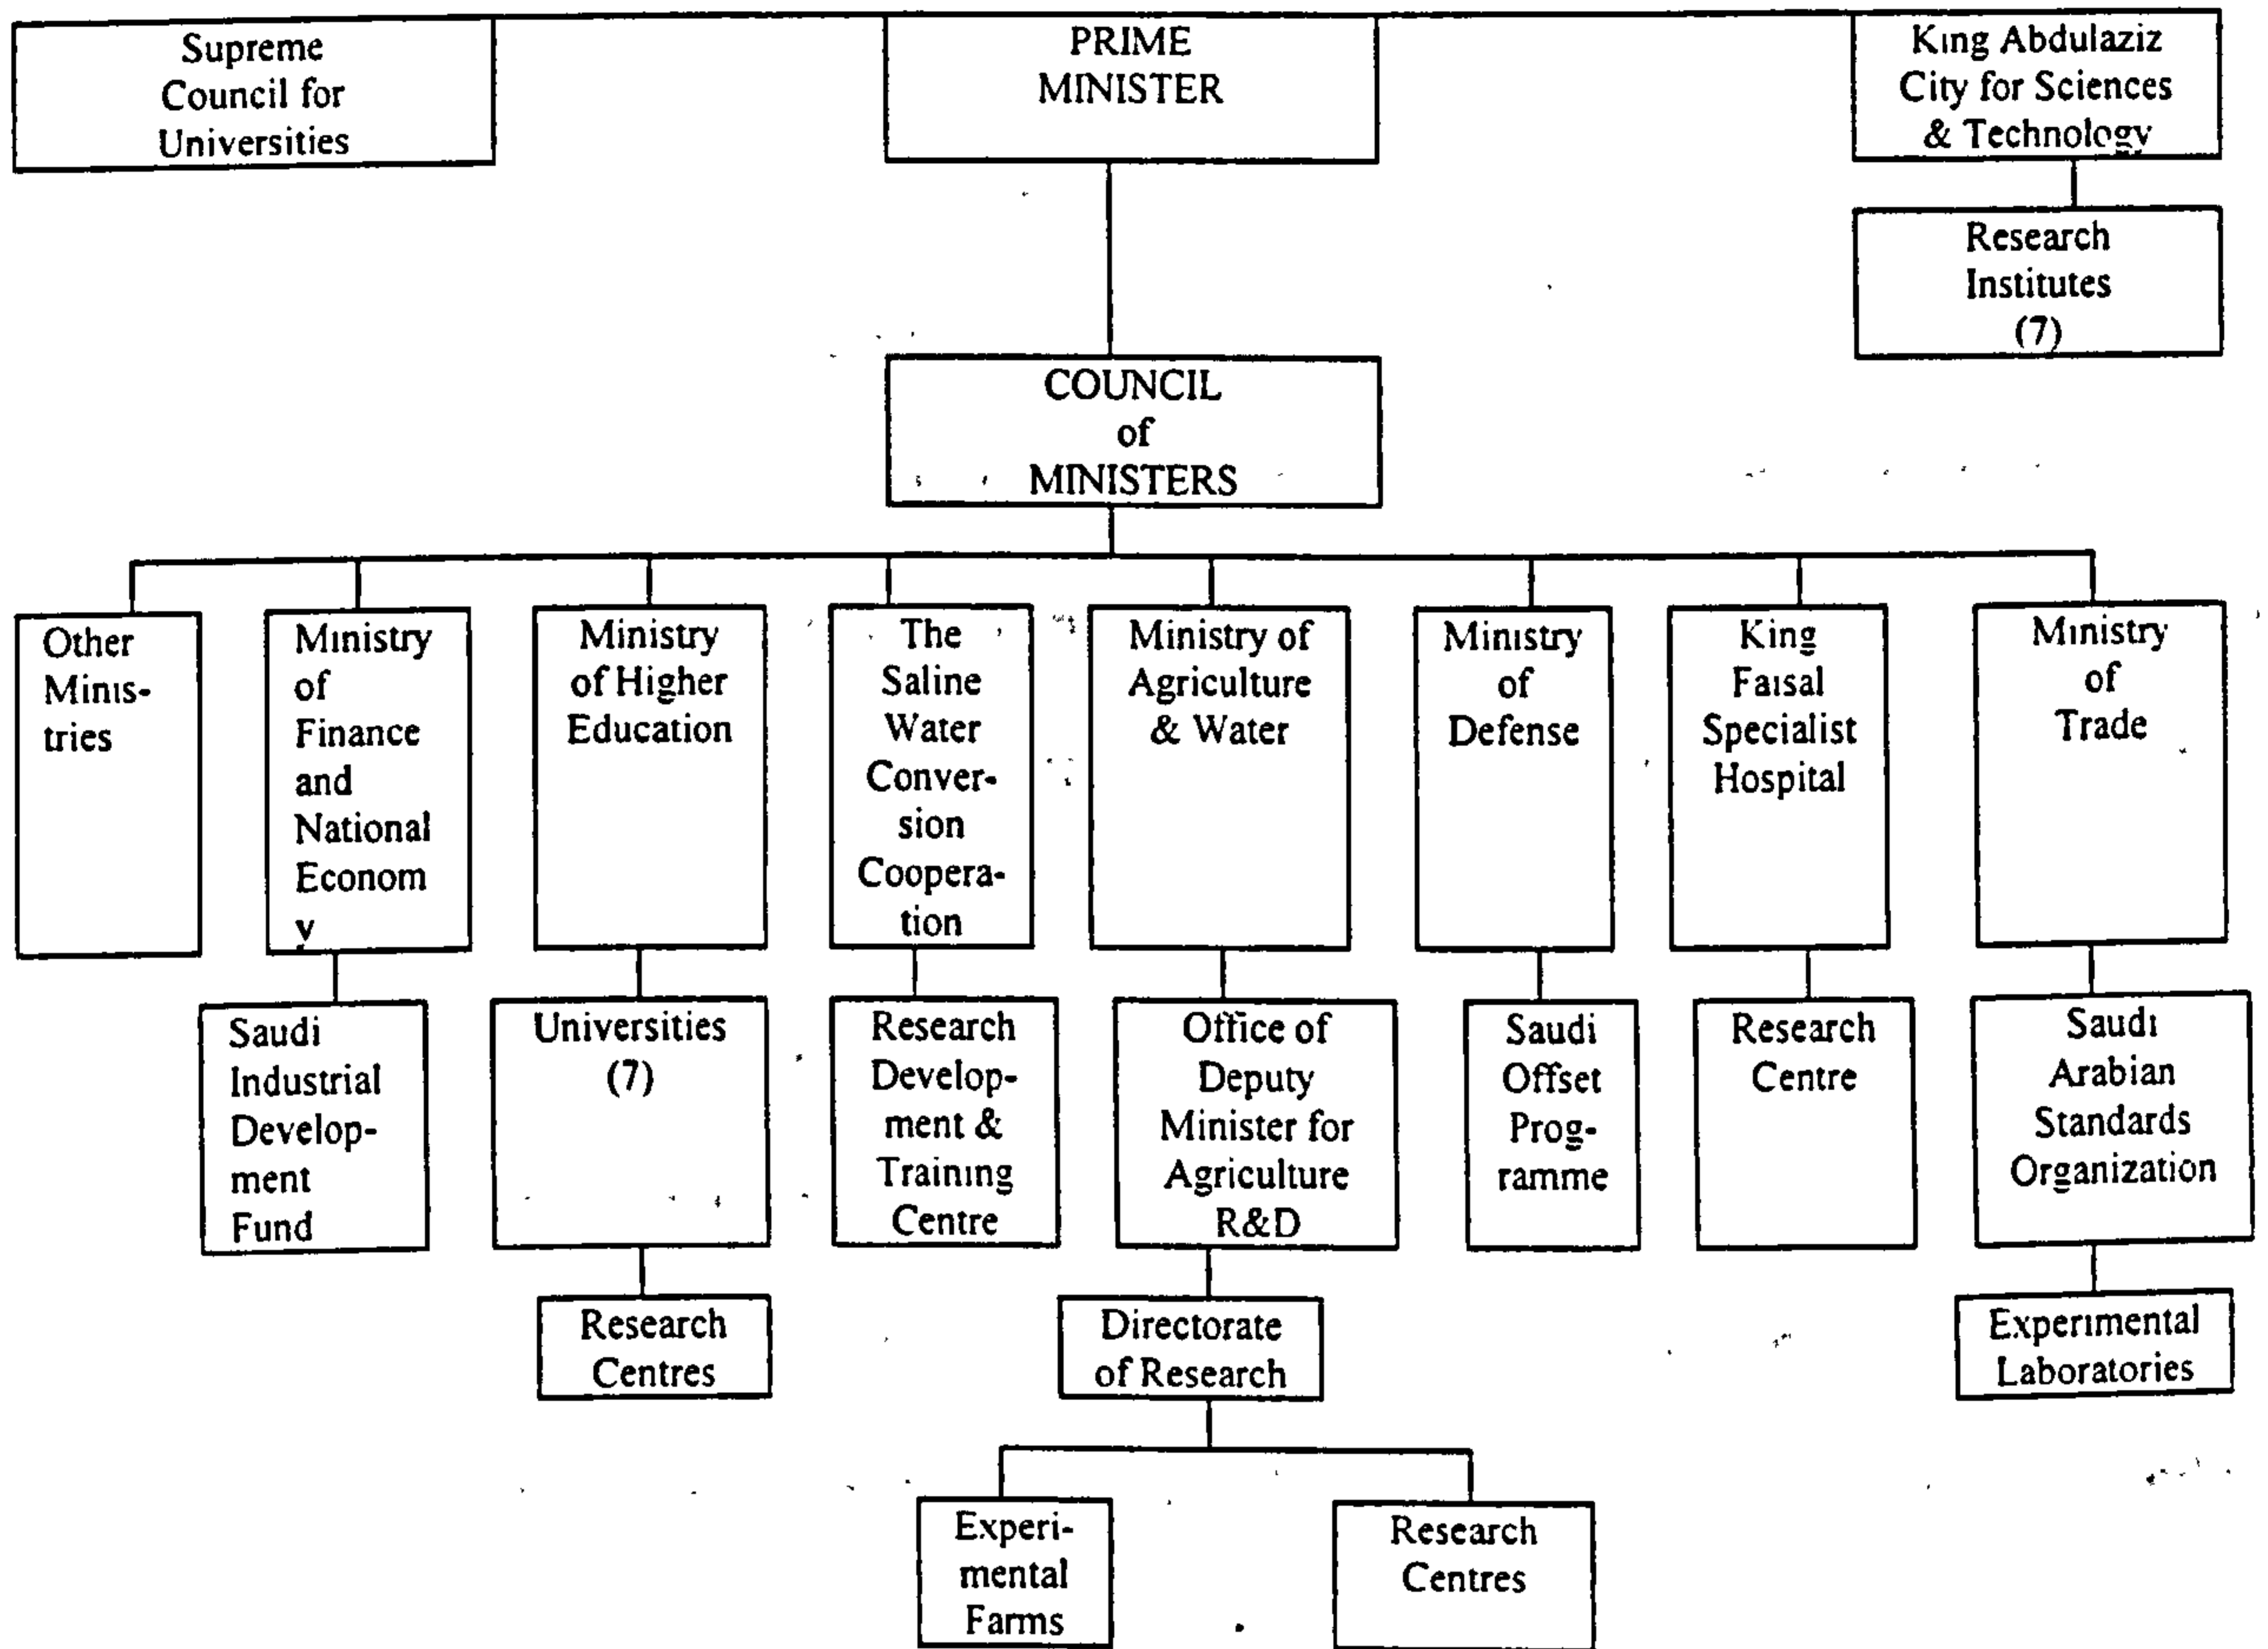 Supreme
Council for
Universities
PRIME
MINISTER
King Abdulaziz
City for Sciences
& Technology
Research
Institutes
(7)
COUNCIL
of
MINISTERS
Other
Minis-
tries
Ministry
of
Finance
and
National
Econom
y
Ministry
of Higher
Education
The
Saline
Water
Conver-
sion
Coopera-
tion
Ministry of
Agriculture
& Water
Ministry
of
Defense
King
Faisal
Specialist
Hospital
Ministry
of
Trade
Saudi
Industrial
Develop-
ment
Fund
Universities
(7)
Research
Develop-
ment &
Training
Centre
Office of
Deputy
Minister for
Agriculture
R&D
Saudi
Offset
Prog-
ramme
Research
Centre
Saudi
Arabian
Standards
Organization
Research
Centres
Directorate
of Research
Experimental
Laboratories
Experi-
mental
Farms
Research
Centres